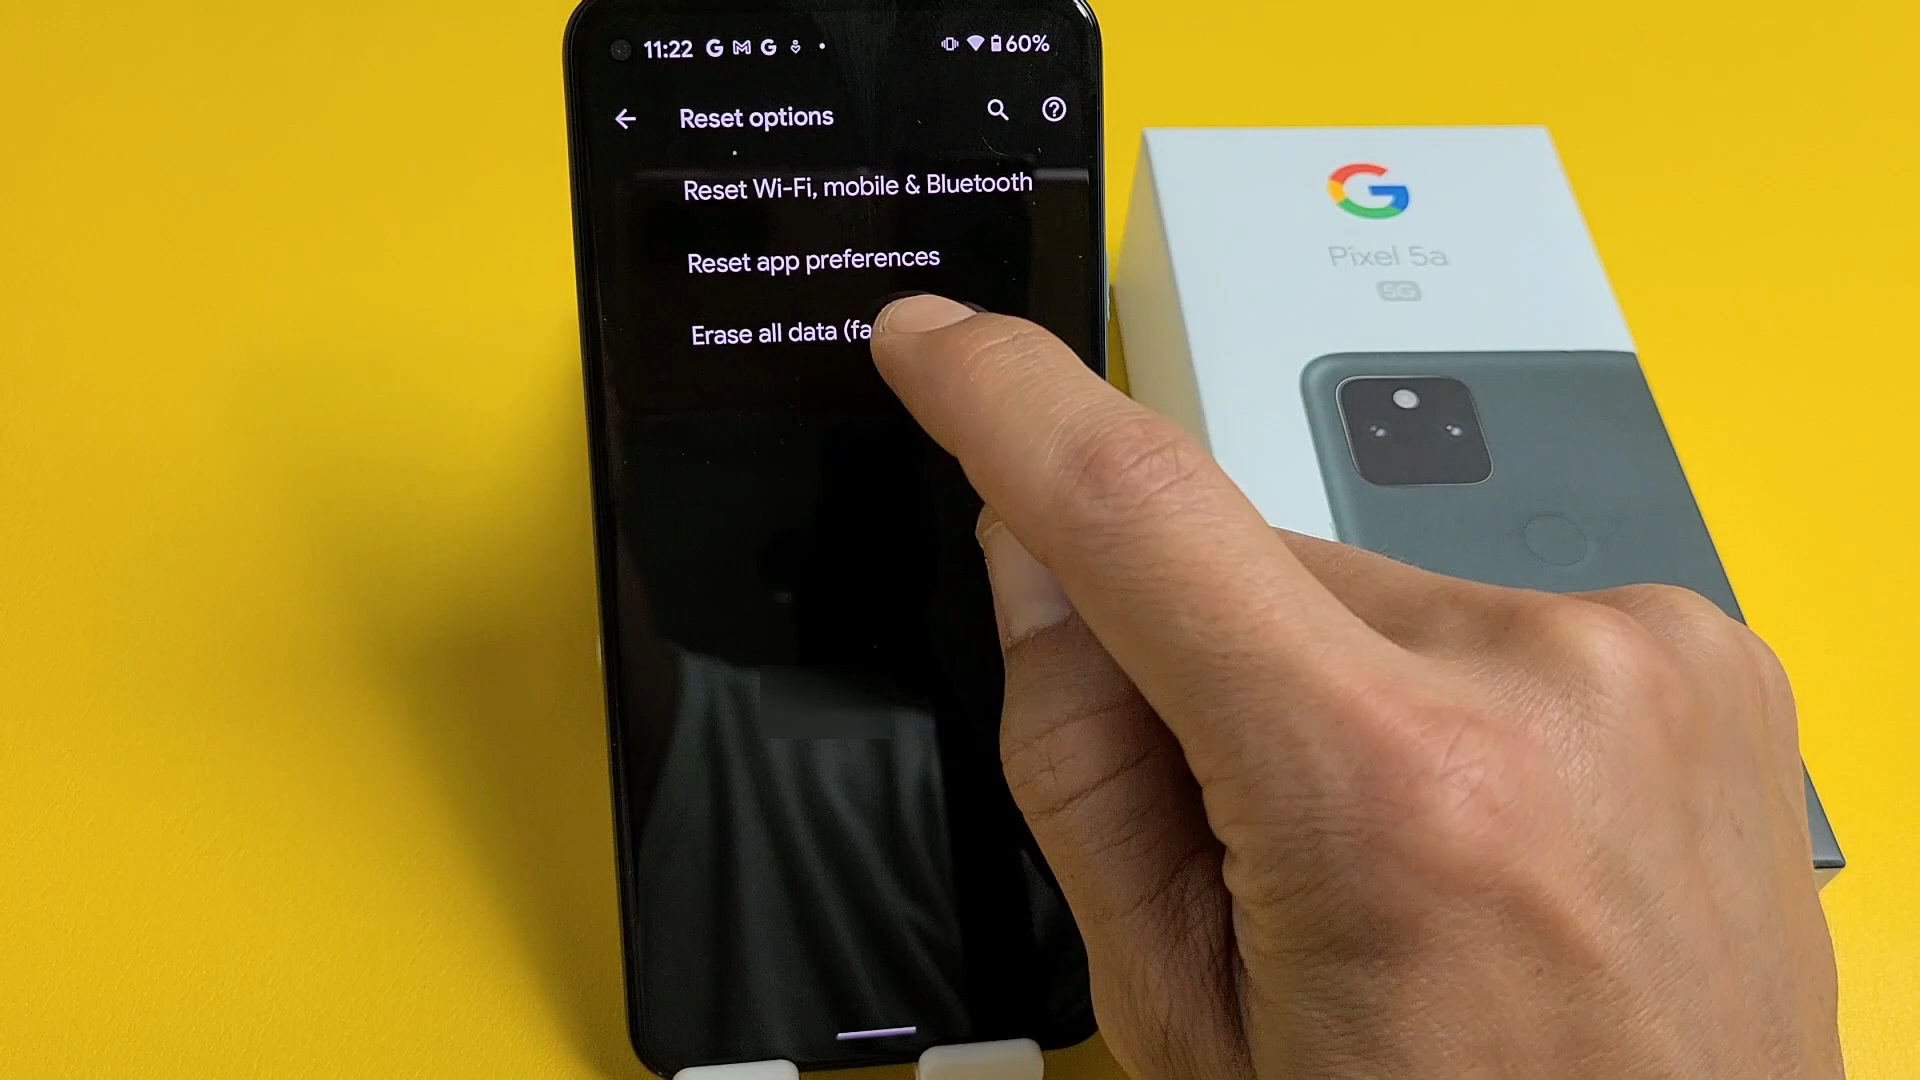 11:22 G M G 60%
Reset options
Reset Wi-Fi, mobile & Bluetooth
Reset app preferences
Erase all data (fa
G
Pixel 5a
5G